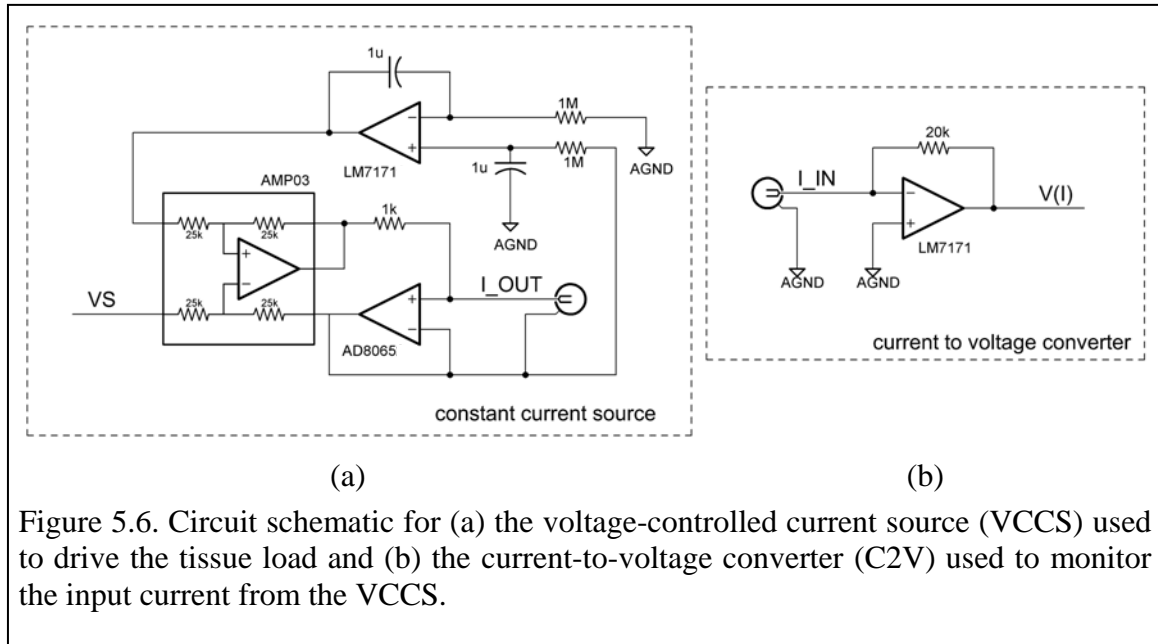 1u
1M
1M
LM7171
1u
AGND
AGND
AMP03
25k
25k
1k
+
-
VS
25k
25k
I_OUT
AD8065
constant current source
20k
I_IN
V(I)
LM7171
AGND
AGND
current to voltage converter
(a)
(b)
Figure 5.6. Circuit schematic for (a) the voltage-controlled current source (VCCS) used
to drive the tissue load and (b) the current-to-voltage converter (C2V) used to monitor
the input current from the VCCS.